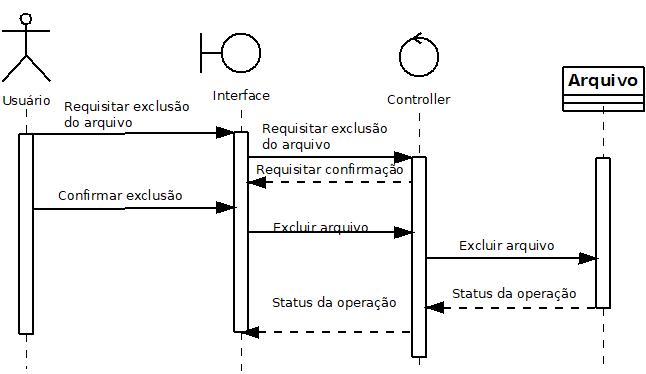 Usuário
Interface
Controller
Arquivo
Requisitar exclusão
do arquivo
Requisitar exclusão
do arquivo
Requisitar confirmação
Confirmar exclusão
Excluir arquivo
Excluir arquivo
Status da operação
Status da operação